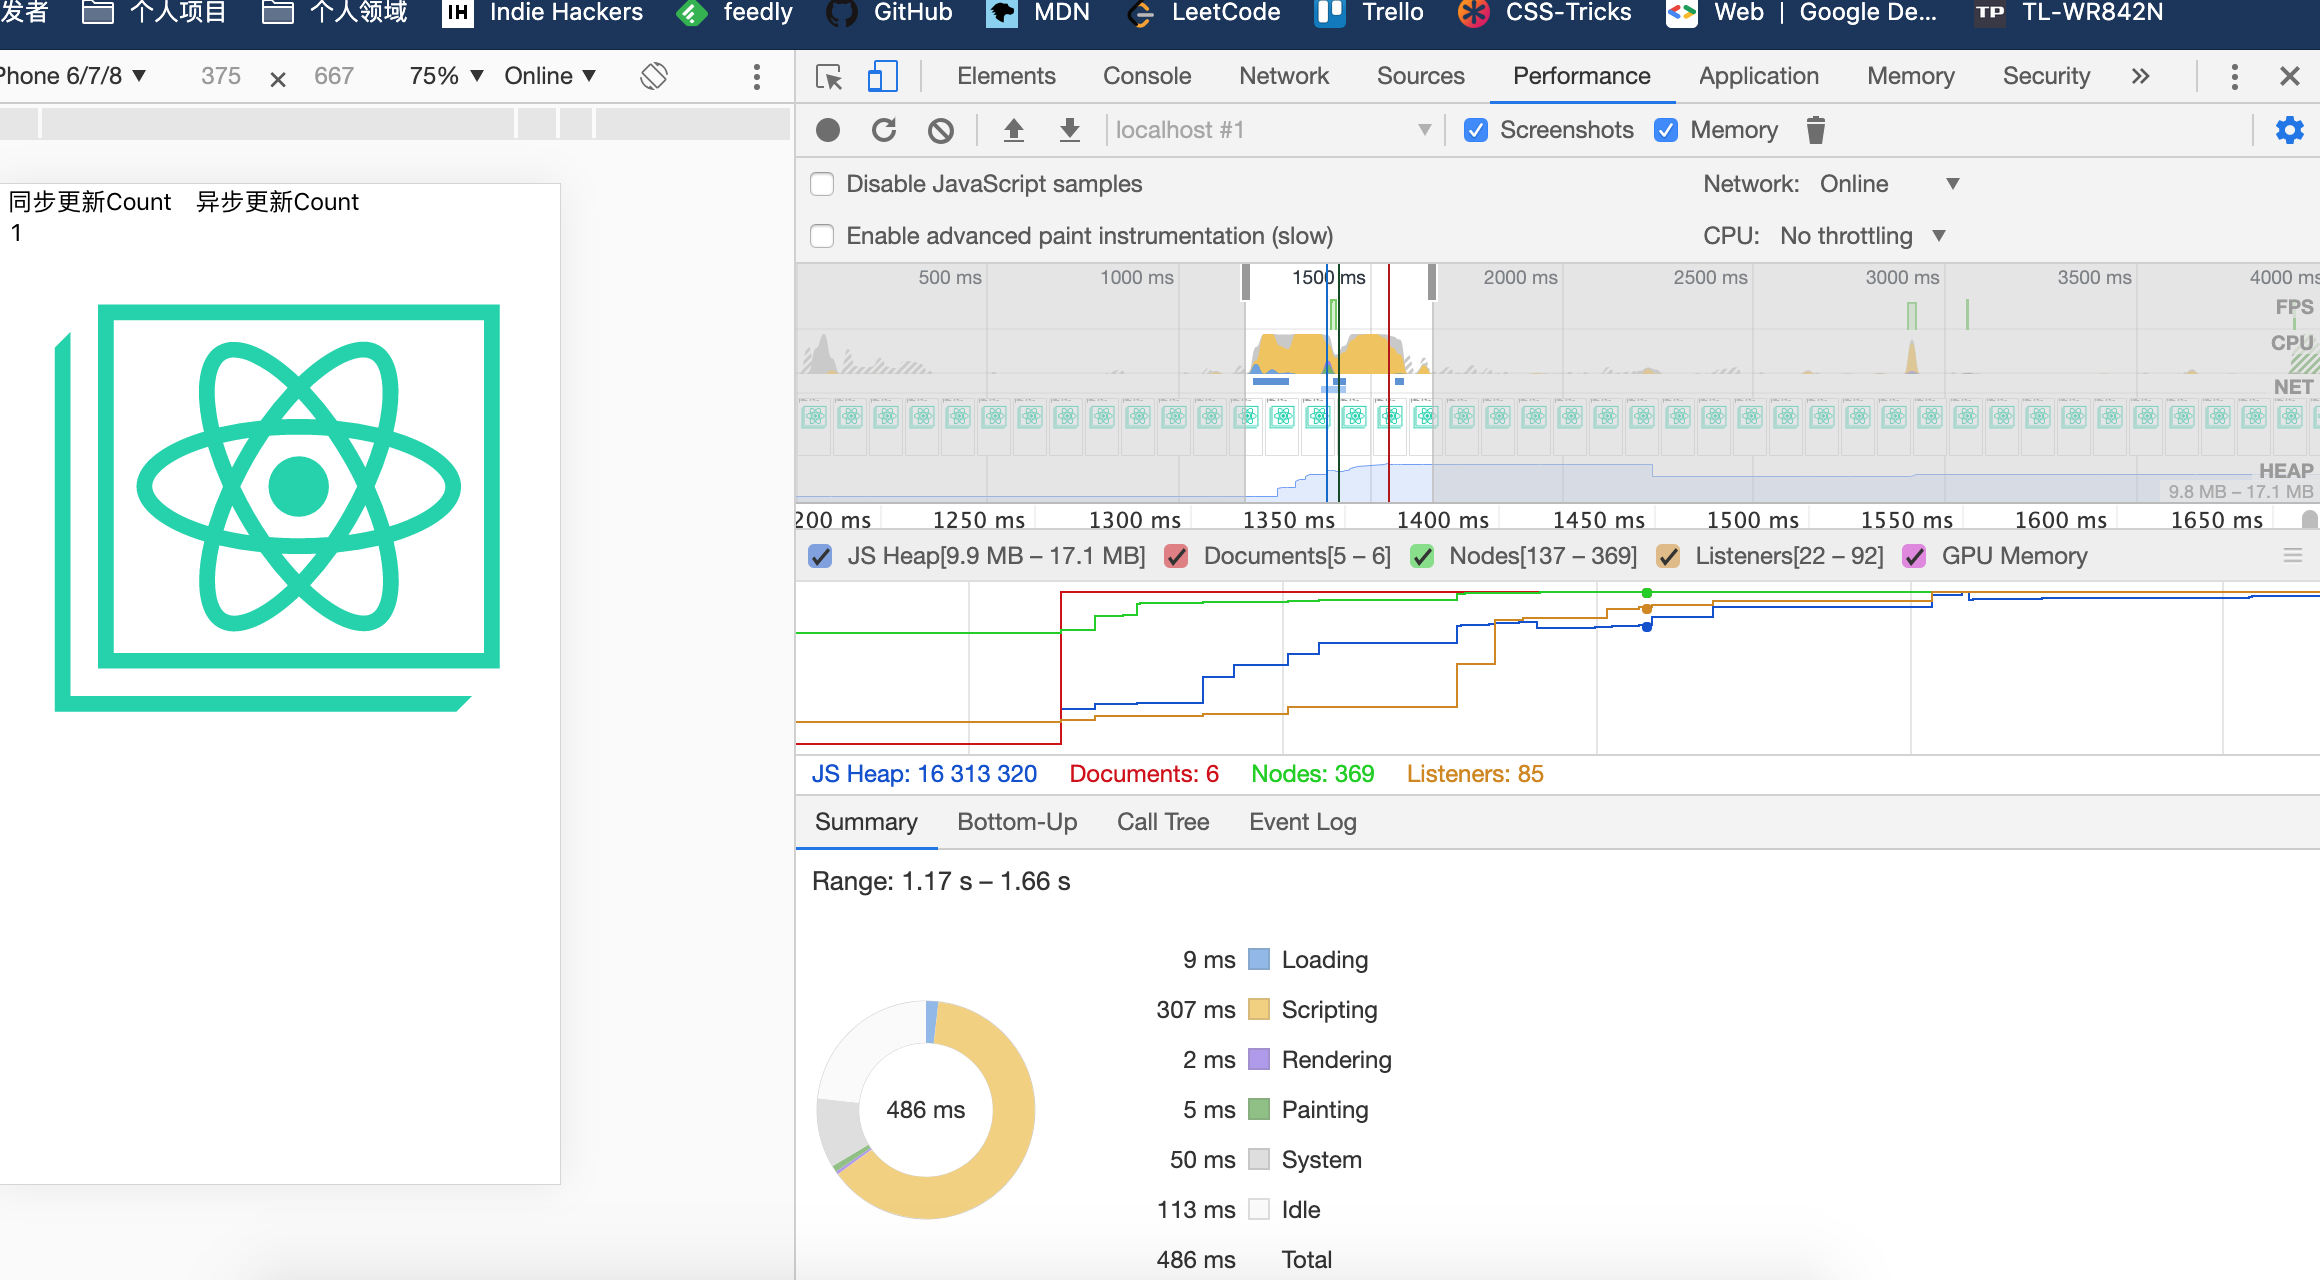 发者 个人项目 个人领域 IH Indie Hackers feedly GitHub MDN LeetCode Trello CSS-Tricks Web | Google De... TP TL-WR842N
Phone 6/7/8 ▼ 375 × 667 75% ▼ Online ▼
Elements Console Network Sources Performance Application Memory Security »
localhost #1 Screenshots Memory
Disable JavaScript samples Network: Online
Enable advanced paint instrumentation (slow) CPU: No throttling
同步更新Count 异步更新Count
1
500 ms 1000 ms 1500 ms 2000 ms 2500 ms 3000 ms 3500 ms 4000 ms
FPS
CPU
NET
HEAP
9.8 MB – 17.1 MB
200 ms 1250 ms 1300 ms 1350 ms 1400 ms 1450 ms 1500 ms 1550 ms 1600 ms 1650 ms
JS Heap[9.9 MB – 17.1 MB] Documents[5 – 6] Nodes[137 – 369] Listeners[22 – 92] GPU Memory
JS Heap: 16 313 320 Documents: 6 Nodes: 369 Listeners: 85
Summary Bottom-Up Call Tree Event Log
Range: 1.17 s – 1.66 s
9 ms Loading
307 ms Scripting
2 ms Rendering
5 ms Painting
50 ms System
113 ms Idle
486 ms Total
486 ms